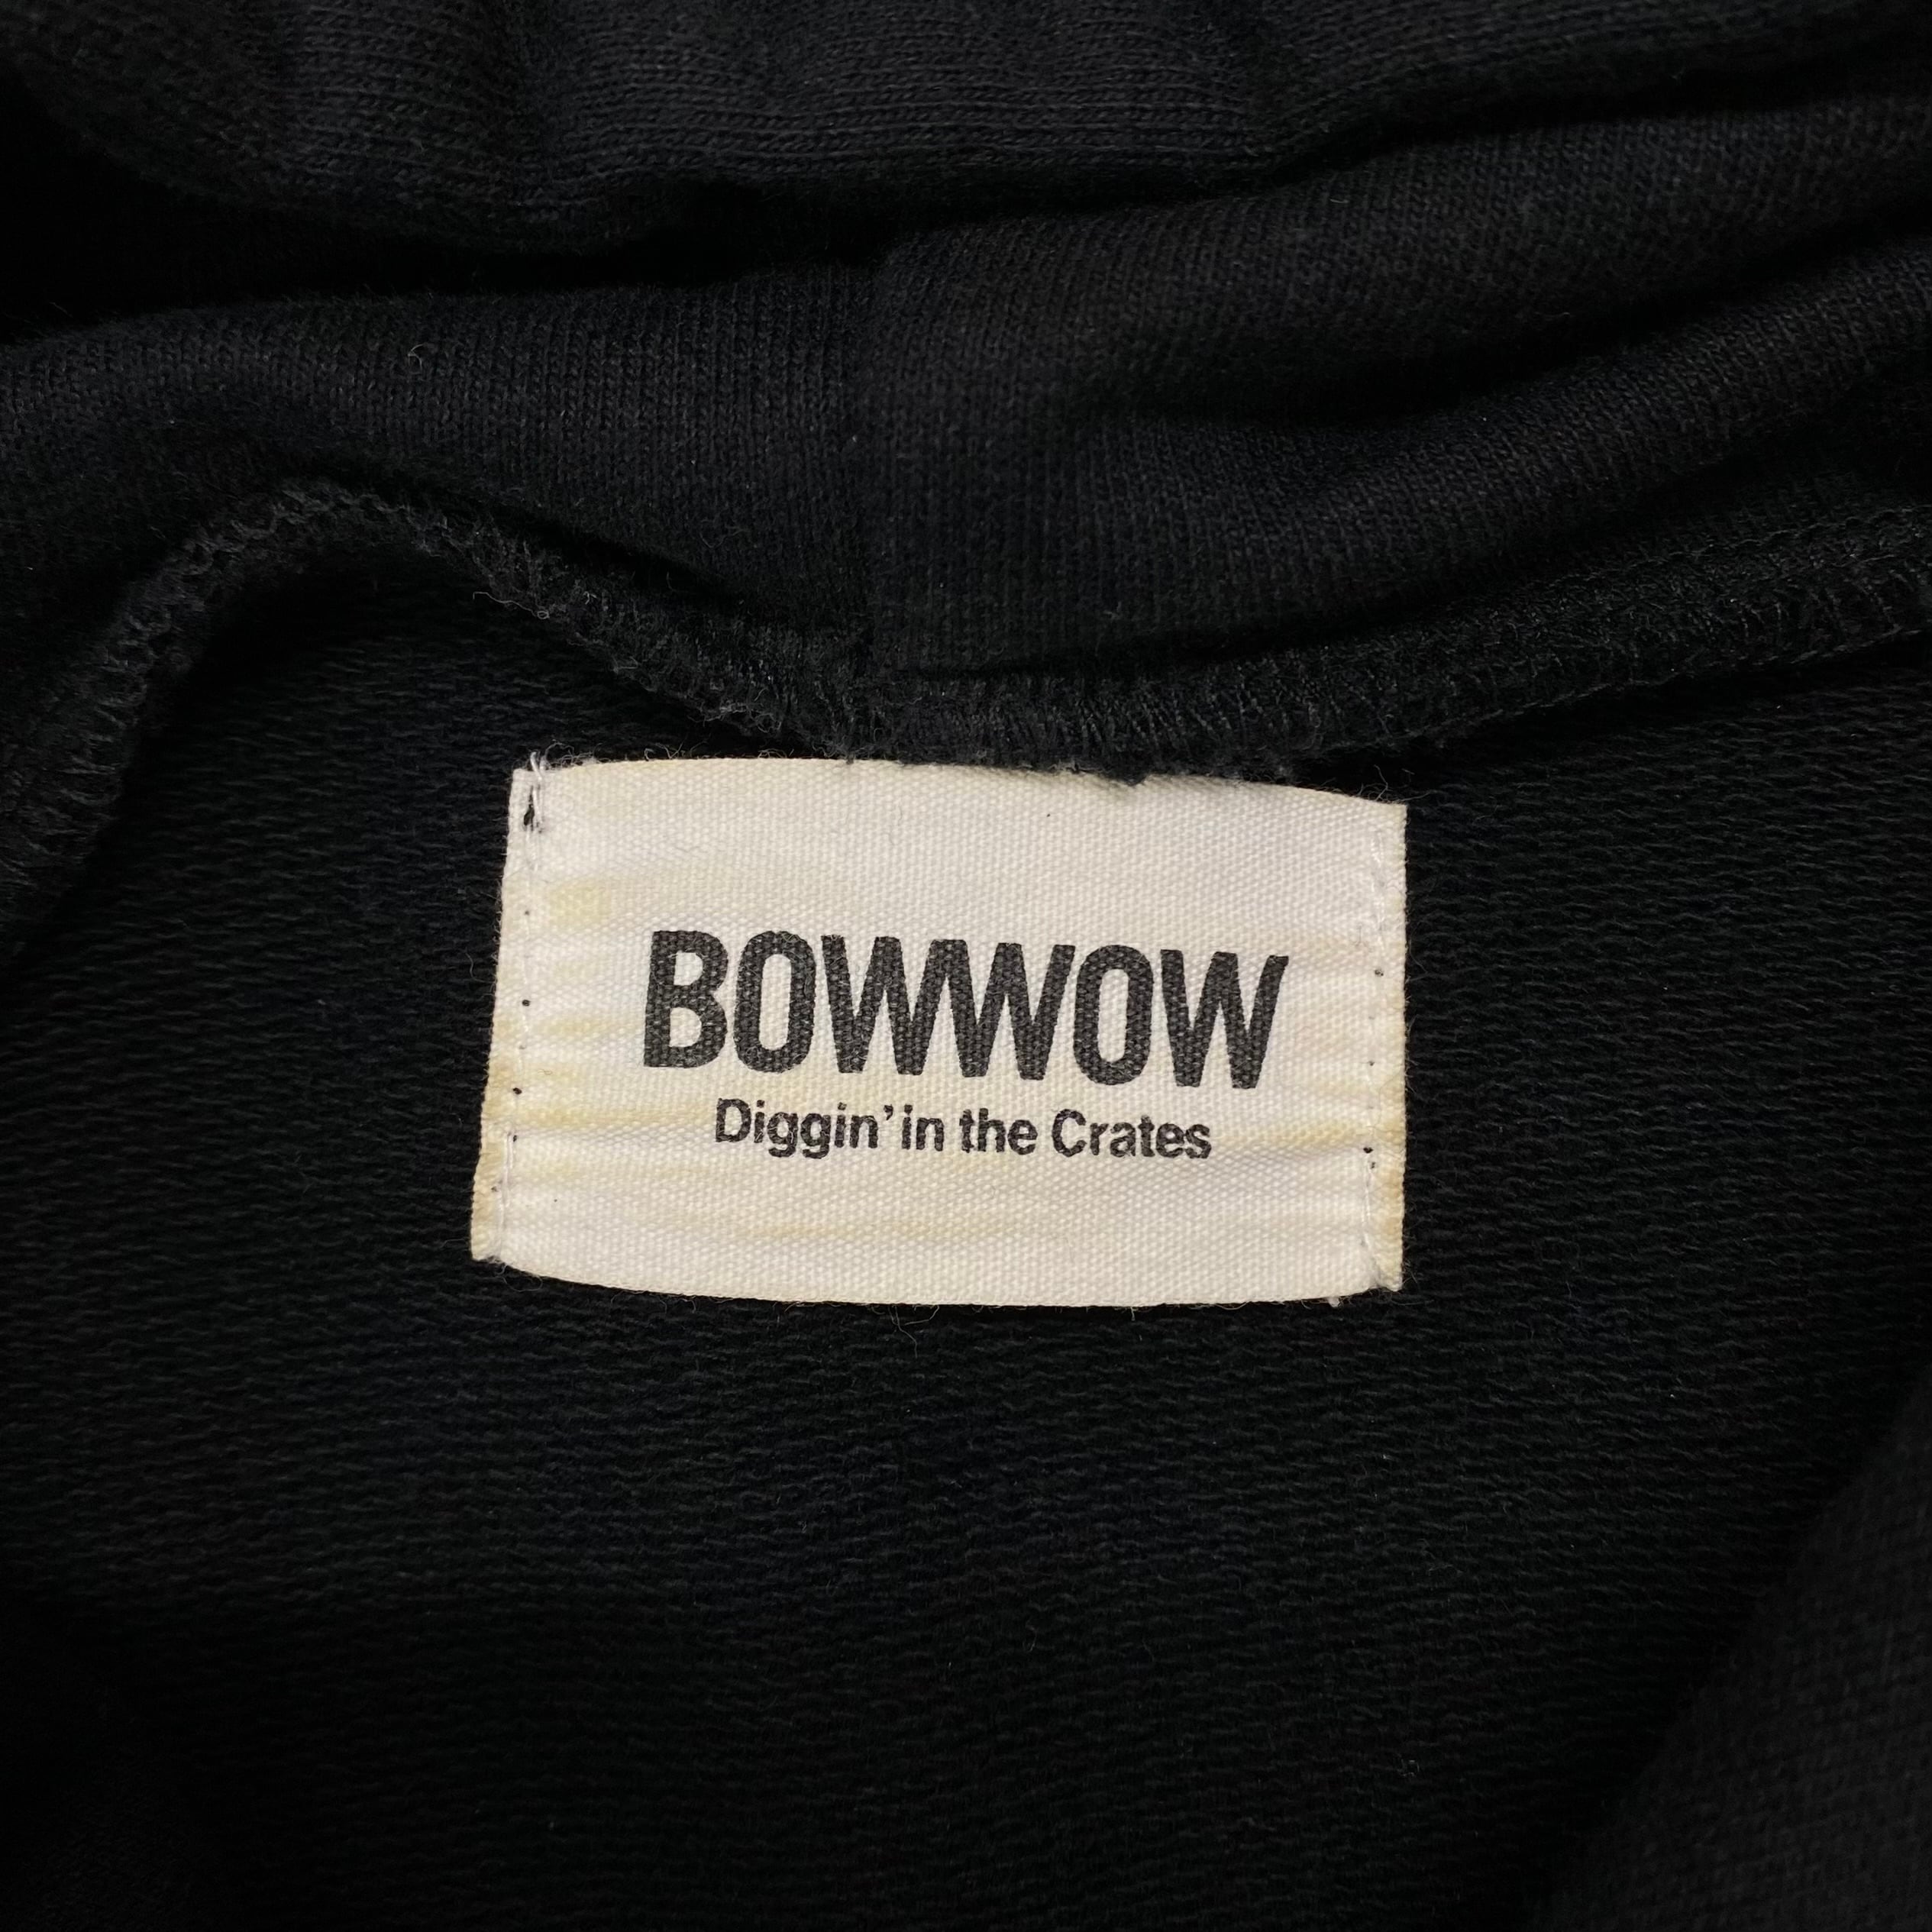 BOWWOW
Diggin' in the Crates